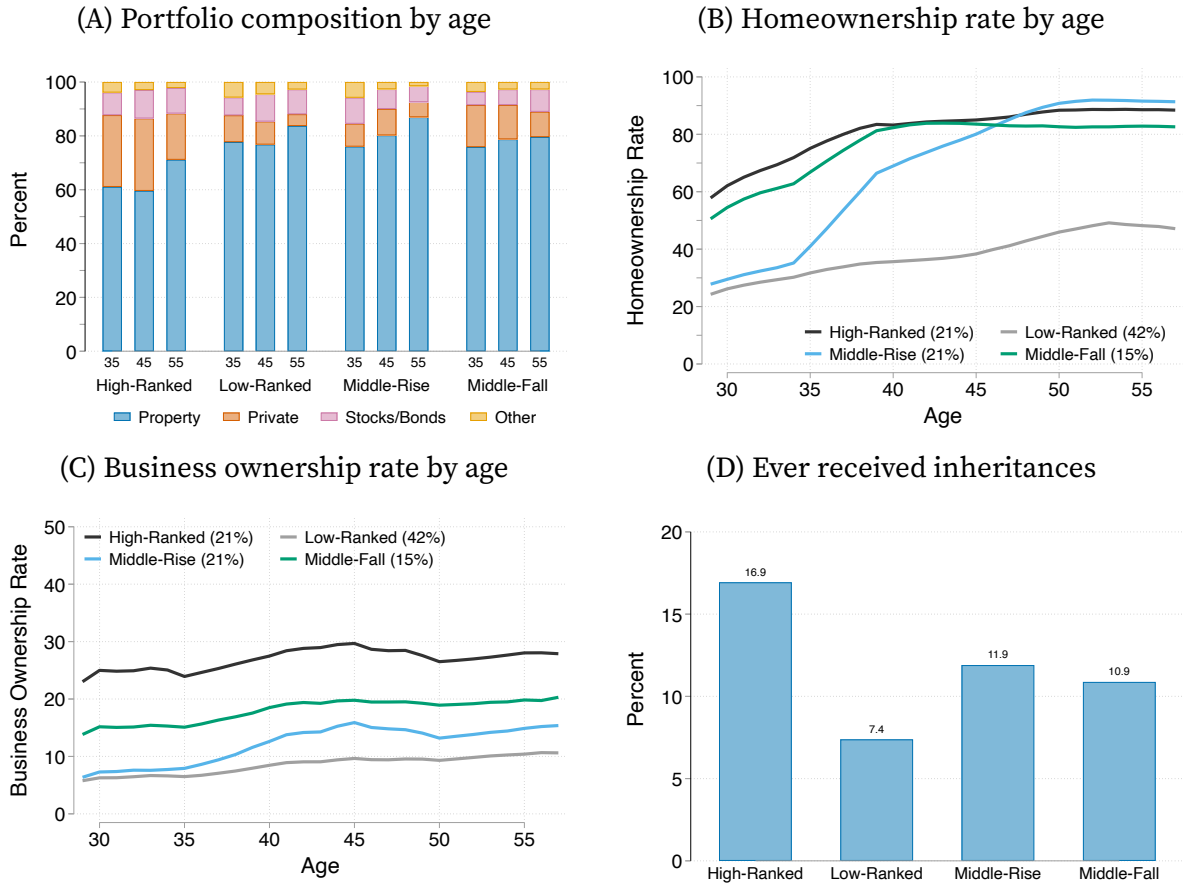 (A) Portfolio composition by age
100
80
60
40
20
0
Percent
35 45 55 35 45 55 35 45 55 35 45 55
High-Ranked Low-Ranked Middle-Rise Middle-Fall
Property Private Stocks/Bonds Other
(B) Homeownership rate by age
100
80
60
40
20
0
Homeownership Rate
High-Ranked (21%) Low-Ranked (42%)
Middle-Rise (21%) Middle-Fall (15%)
30 35 40 45 50 55
Age
(C) Business ownership rate by age
50
40
30
20
10
0
Business Ownership Rate
High-Ranked (21%) Low-Ranked (42%)
Middle-Rise (21%) Middle-Fall (15%)
30 35 40 45 50 55
Age
(D) Ever received inheritances
20
15
10
5
0
Percent
16.9
7.4
11.9
10.9
High-Ranked Low-Ranked Middle-Rise Middle-Fall